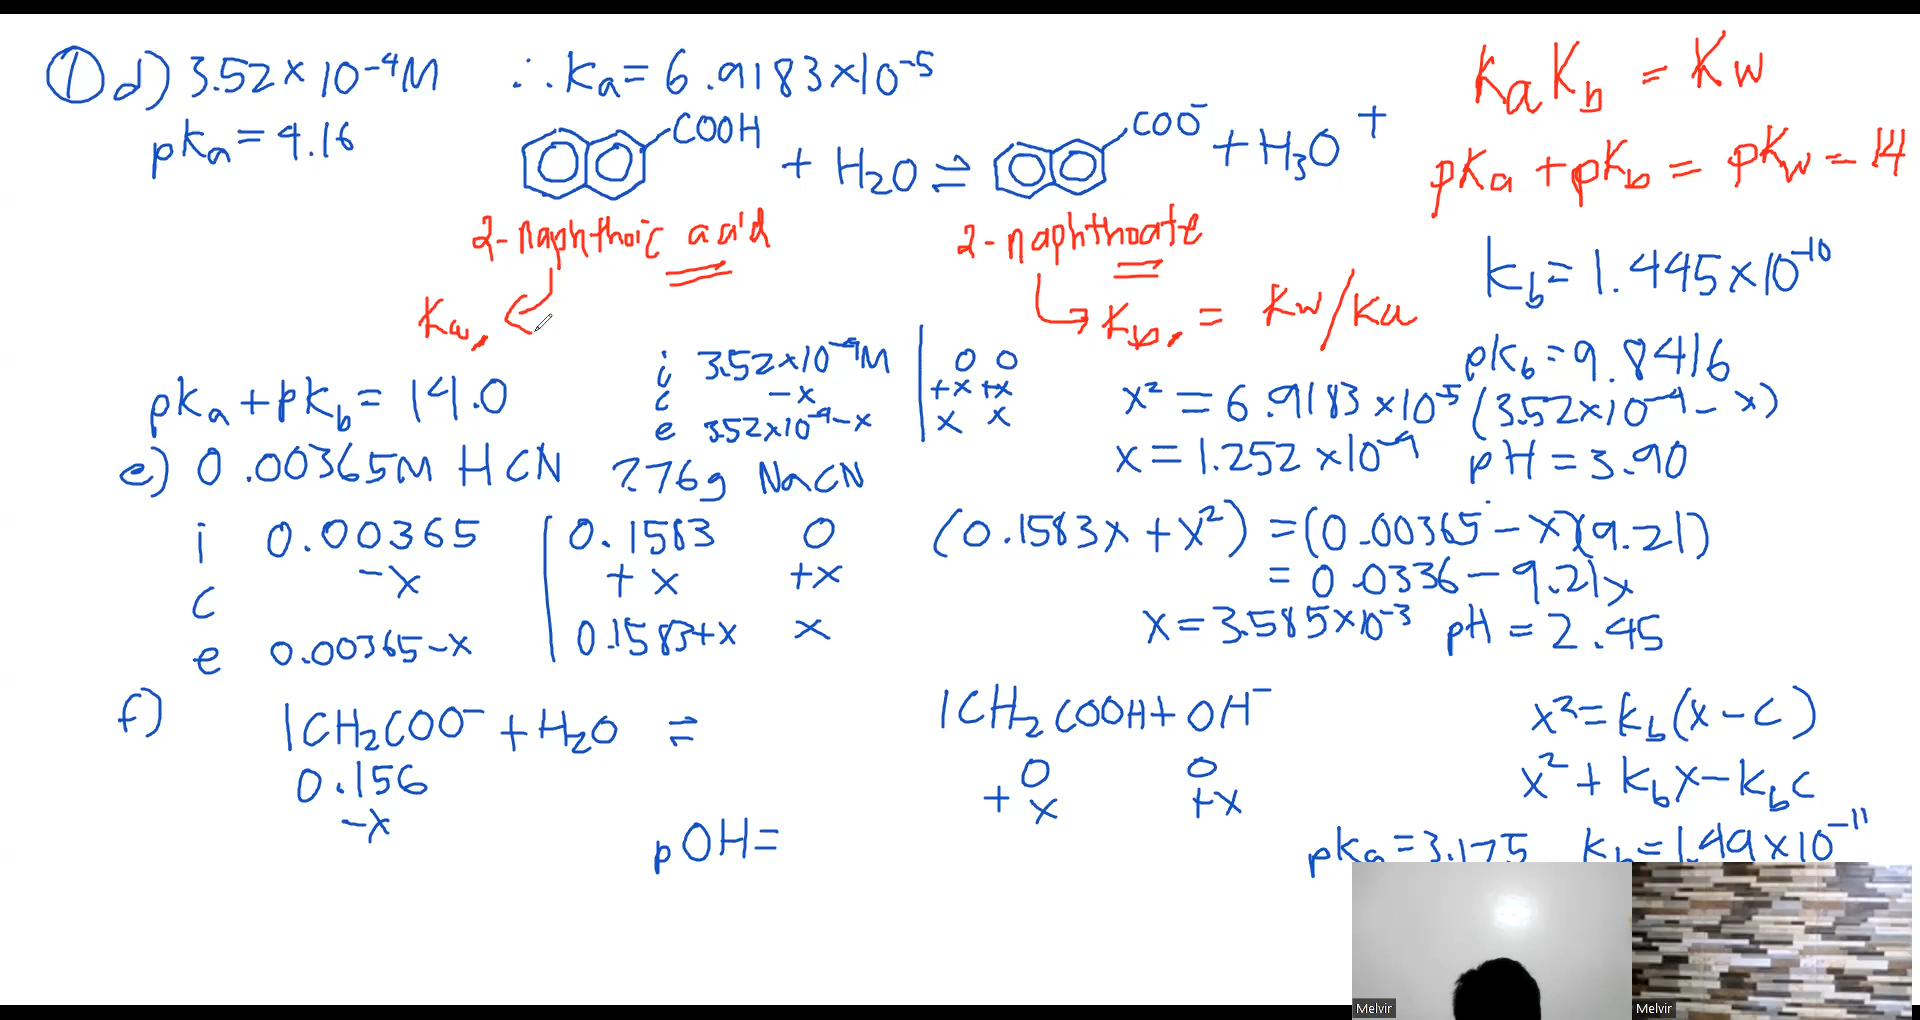 ① d) 3.52 × 10⁻⁴M ∴ Ka = 6.9183×10⁻⁵
pKa = 4.16
COOH + H₂O ⇌ COO⁻ + H₃O⁺
2-naphthoic acid 2-naphthoate
Ka, Kb, = Kw/Ka
KaKb = Kw
pKa + pKb = pKw = 14
Kb = 1.445×10⁻¹⁰
pKb = 9.8416
pKa + pKb = 14.0
i 3.52×10⁻⁴M 0 0
c -x +x +x
e 3.52×10⁻⁴-x x x
x² = 6.9183×10⁻⁵ (3.52×10⁻⁴ - x)
x = 1.252 ×10⁻⁴ pH = 3.90
e) 0.00365M HCN 7.76g NaCN
i 0.00365 0.1583 0
c -x +x +x
e 0.00365-x 0.1583+x x
(0.1583x + x²) = (0.00365 - x)(9.21)
= 0.0336 - 9.21x
x = 3.585×10⁻³ pH = 2.45
f) ICH₂COO⁻ + H₂O ⇌ ICH₂COOH + OH⁻
0.156 0 0
-x +x +x
pOH=
x² = Kb(x - c)
x² + Kbx - Kbc
pKa = 3.175 Kb = 1.49×10⁻¹¹
Melvir Melvir